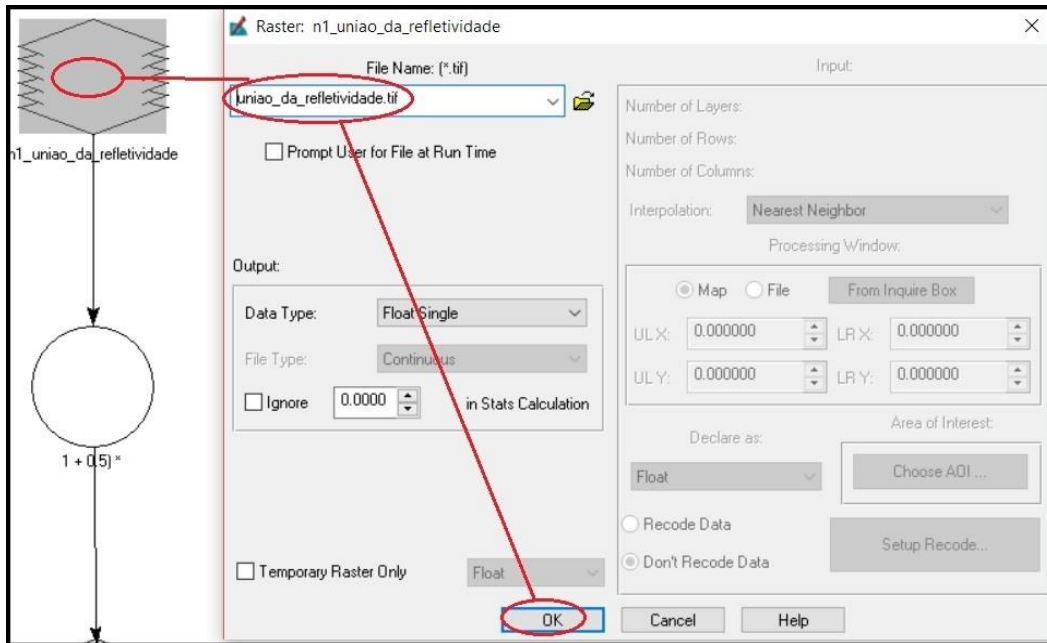 Raster: n1_uniao_da_refletividade
n1_uniao_da_refletividade
1 + 0.5) *
File Name: (*.tif)
uniao_da_refletividade.tif
Prompt User for File at Run Time
Output:
Data Type: Float Single
File Type: Continuous
Ignore 0.0000 in Stats Calculation
Temporary Raster Only Float
Input:
Number of Layers:
Number of Rows:
Number of Columns:
Interpolation: Nearest Neighbor
Processing Window:
Map File From Inquire Box
UL X: 0.000000 LR X: 0.000000
UL Y: 0.000000 LR Y: 0.000000
Declare as:
Float
Area of Interest:
Choose AOI ...
Recode Data
Don't Recode Data
Setup Recode...
OK Cancel Help